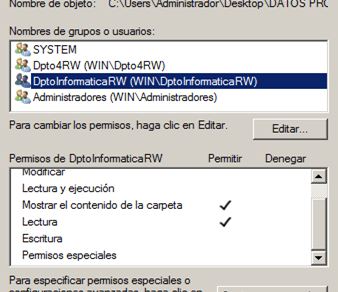 Nombre de objeto: C:\Users\Administrador\Desktop\DATOS PRO
Nombres de grupos o usuarios:
SYSTEM
Dpto4RW (WIN\Dpto4RW)
DptoInformaticaRW (WIN\DptoInformaticaRW)
Administradores (WIN\Administradores)
Para cambiar los permisos, haga clic en Editar.
Editar...
Permisos de DptoInformaticaRW Permitir Denegar
Modificar
Lectura y ejecución
Mostrar el contenido de la carpeta
Lectura
Escritura
Permisos especiales
Para especificar permisos especiales o
configuraciones avanzadas, haga clic en